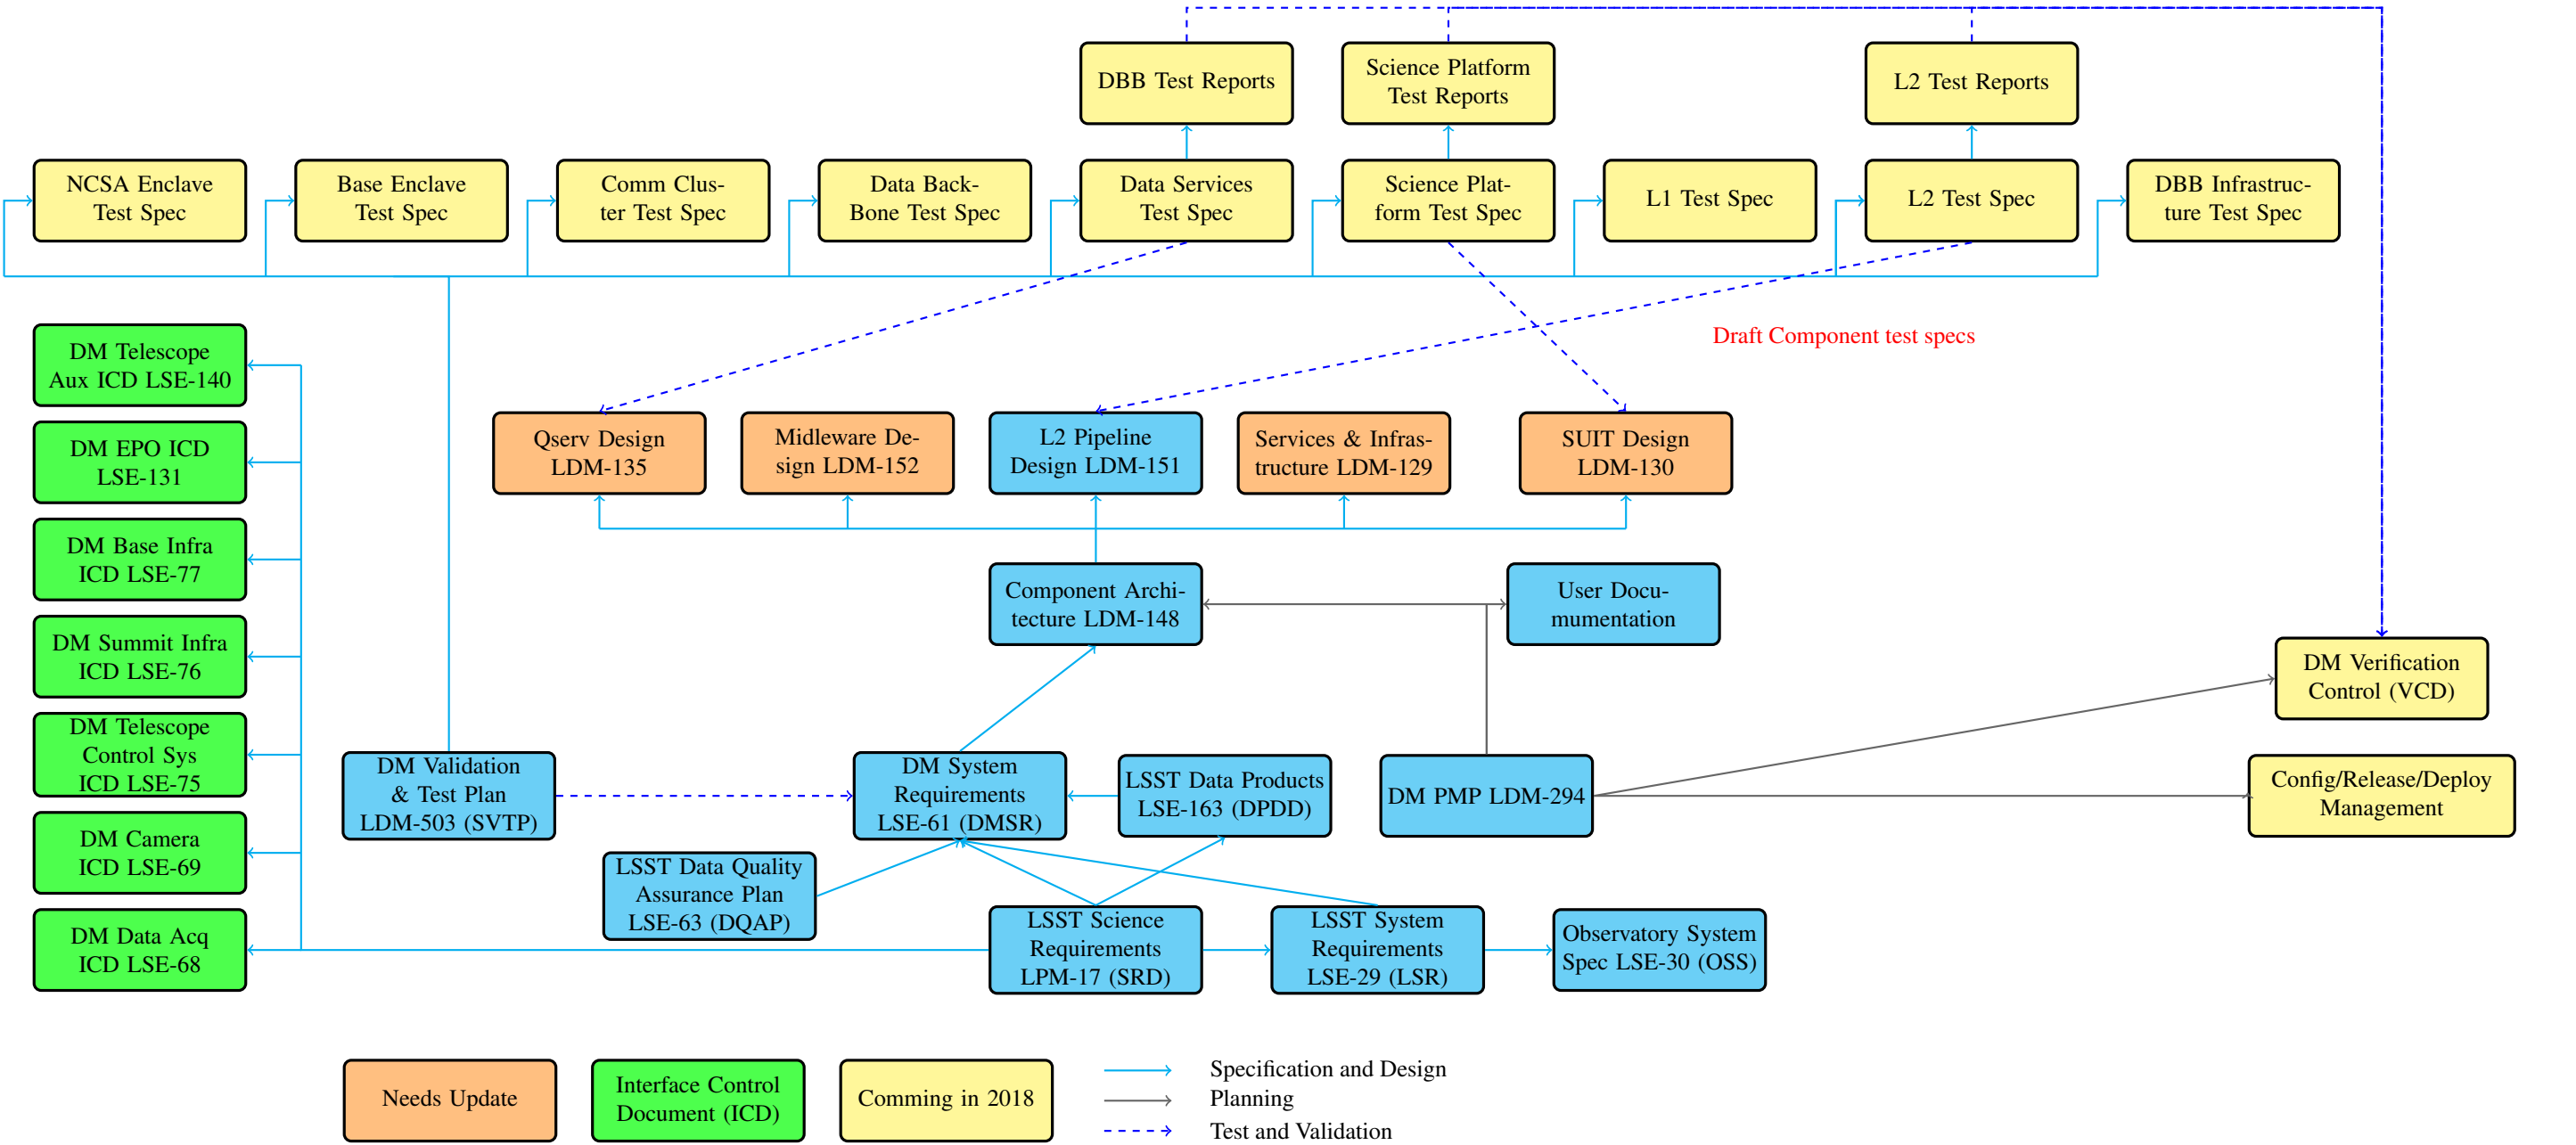 DBB Test Reports
Science Platform
Test Reports
L2 Test Reports
NCSA Enclave
Test Spec
Base Enclave
Test Spec
Comm Clus-
ter Test Spec
Data Back-
Bone Test Spec
Data Services
Test Spec
Science Plat-
form Test Spec
L1 Test Spec
L2 Test Spec
DBB Infrastruc-
ture Test Spec
Draft Component test specs
DM Telescope
Aux ICD LSE-140
DM EPO ICD
LSE-131
DM Base Infra
ICD LSE-77
DM Summit Infra
ICD LSE-76
DM Telescope
Control Sys
ICD LSE-75
DM Camera
ICD LSE-69
DM Data Acq
ICD LSE-68
Qserv Design
LDM-135
Midleware De-
sign LDM-152
L2 Pipeline
Design LDM-151
Services & Infras-
tructure LDM-129
SUIT Design
LDM-130
Component Archi-
tecture LDM-148
User Docu-
mumentation
DM Verification
Control (VCD)
DM Validation
& Test Plan
LDM-503 (SVTP)
DM System
Requirements
LSE-61 (DMSR)
LSST Data Products
LSE-163 (DPDD)
DM PMP LDM-294
Config/Release/Deploy
Management
LSST Data Quality
Assurance Plan
LSE-63 (DQAP)
LSST Science
Requirements
LPM-17 (SRD)
LSST System
Requirements
LSE-29 (LSR)
Observatory System
Spec LSE-30 (OSS)
Needs Update
Interface Control
Document (ICD)
Comming in 2018
Specification and Design
Planning
Test and Validation